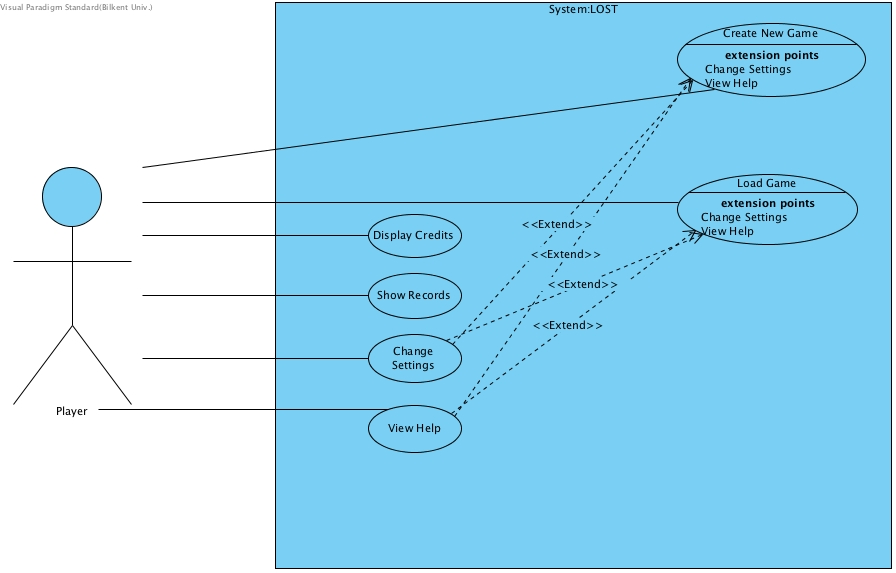 Visual Paradigm Standard(Bilkent Univ.)
System:LOST
Create New Game
extension points
Change Settings
View Help
Load Game
extension points
Change Settings
View Help
<<Extend>>
Display Credits
<<Extend>>
<<Extend>>
Show Records
<<Extend>>
Change
Settings
Player
View Help